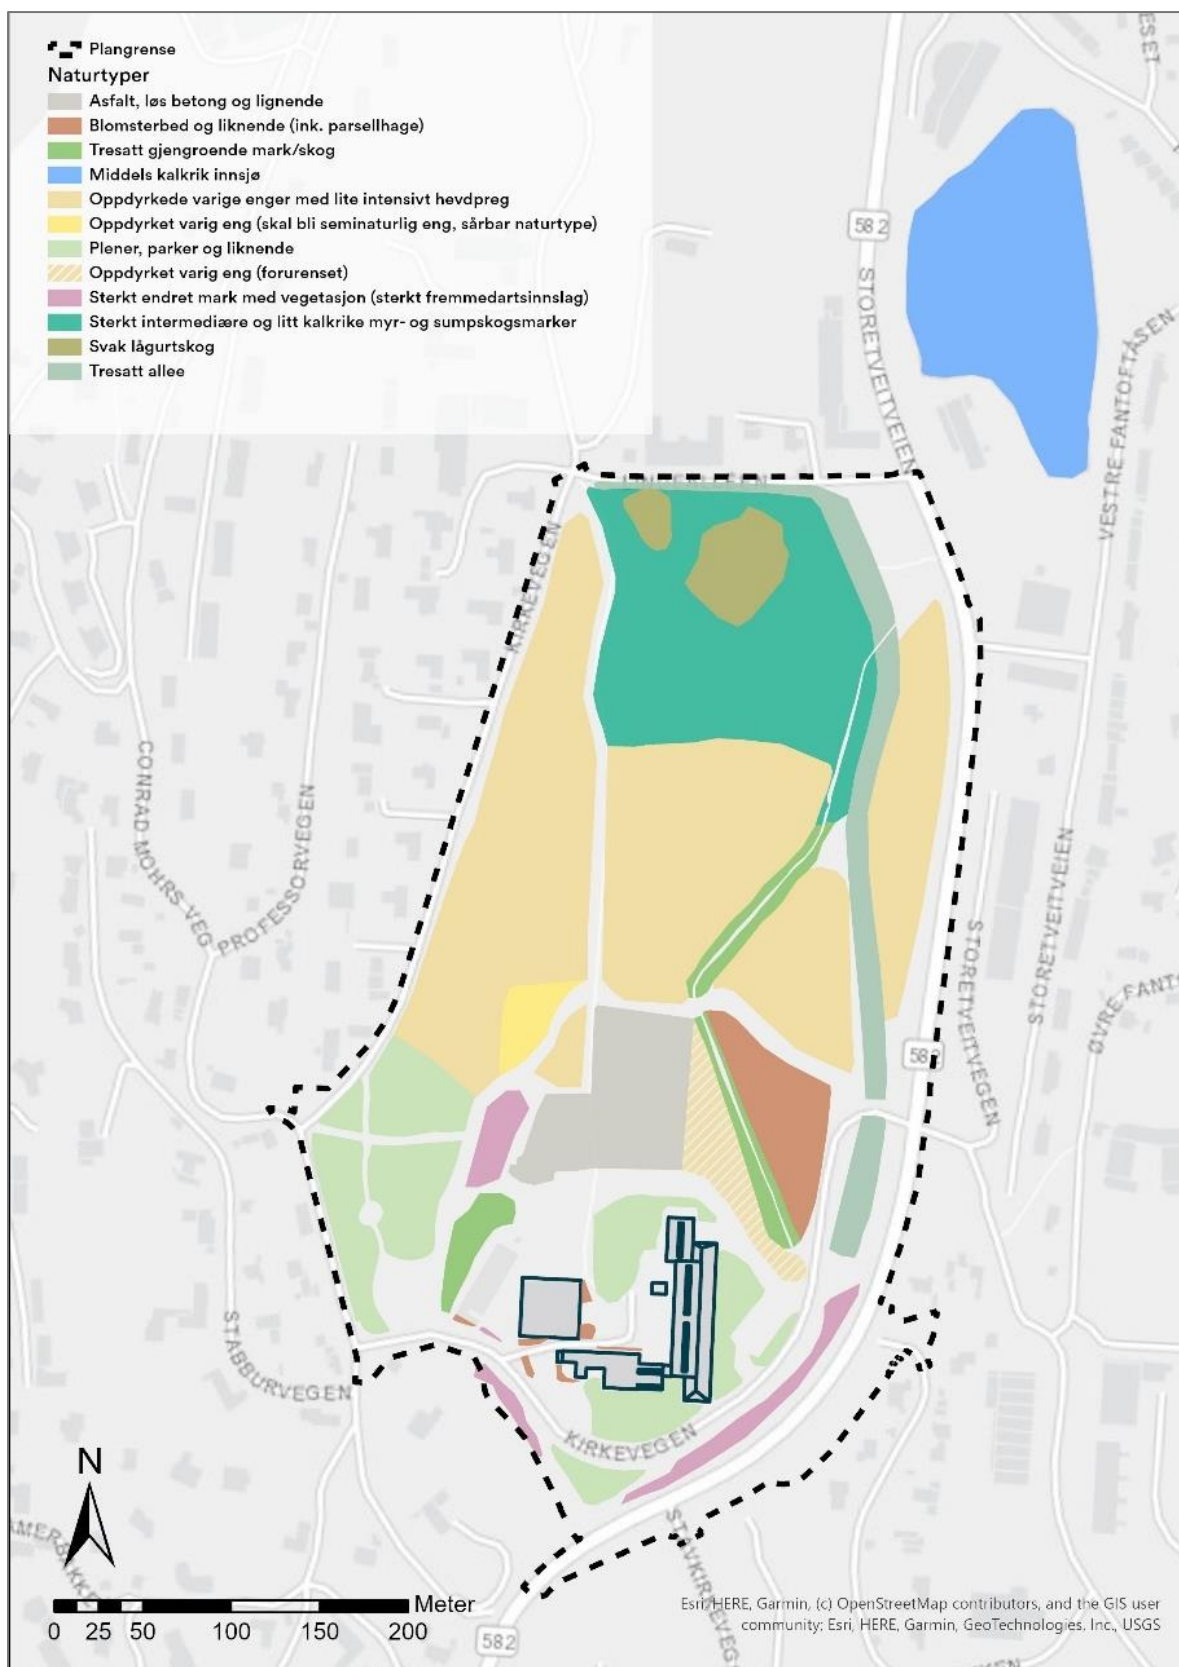 Plangrense
Naturtyper
Asfalt, løs betong og lignende
Blomsterbed og liknende (ink. parsellhage)
Tresatt gjengroende mark/skog
Middels kalkrik innsjø
Oppdyrkede varige enger med lite intensivt hevdpreg
Oppdyrket varig eng (skal bli seminaturlig eng, sårbar naturtype)
Plener, parker og liknende
Oppdyrket varig eng (forurenset)
Sterkt endret mark med vegetasjon (sterkt fremmedartsinnslag)
Sterkt intermediære og litt kalkrike myr- og sumpskogsmarker
Svak lågurtskog
Tresatt allee
582
STORETVEITVEIEN
VESTRE FANTOFTÅSEN
KIRKEVEGEN
CONRAD MOHRS VEG
PROFESSORVEGEN
STORETVEITVEIEN
STORETVEITVEGEN
ØVRE FANTS
582
STABBURVEGEN
KIRKEVEGEN
STAVKIRKEVEG
582
N
Meter
0 25 50 100 150 200
Esri, HERE, Garmin, (c) OpenStreetMap contributors, and the GIS user
community; Esri, HERE, Garmin, GeoTechnologies, Inc., USGS